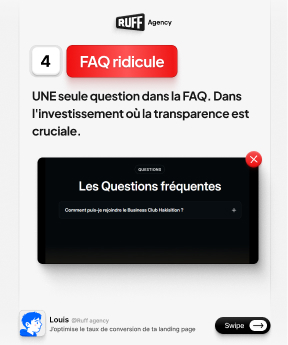 RUFF Agency
4 FAQ ridicule
UNE seule question dans la FAQ. Dans
l'investissement où la transparence est
cruciale.
QUESTIONS
Les Questions fréquentes
Comment puis-je rejoindre le Business Club Hakisition ?
Louis @Ruff agency
J'optimise le taux de conversion de ta landing page
Swipe